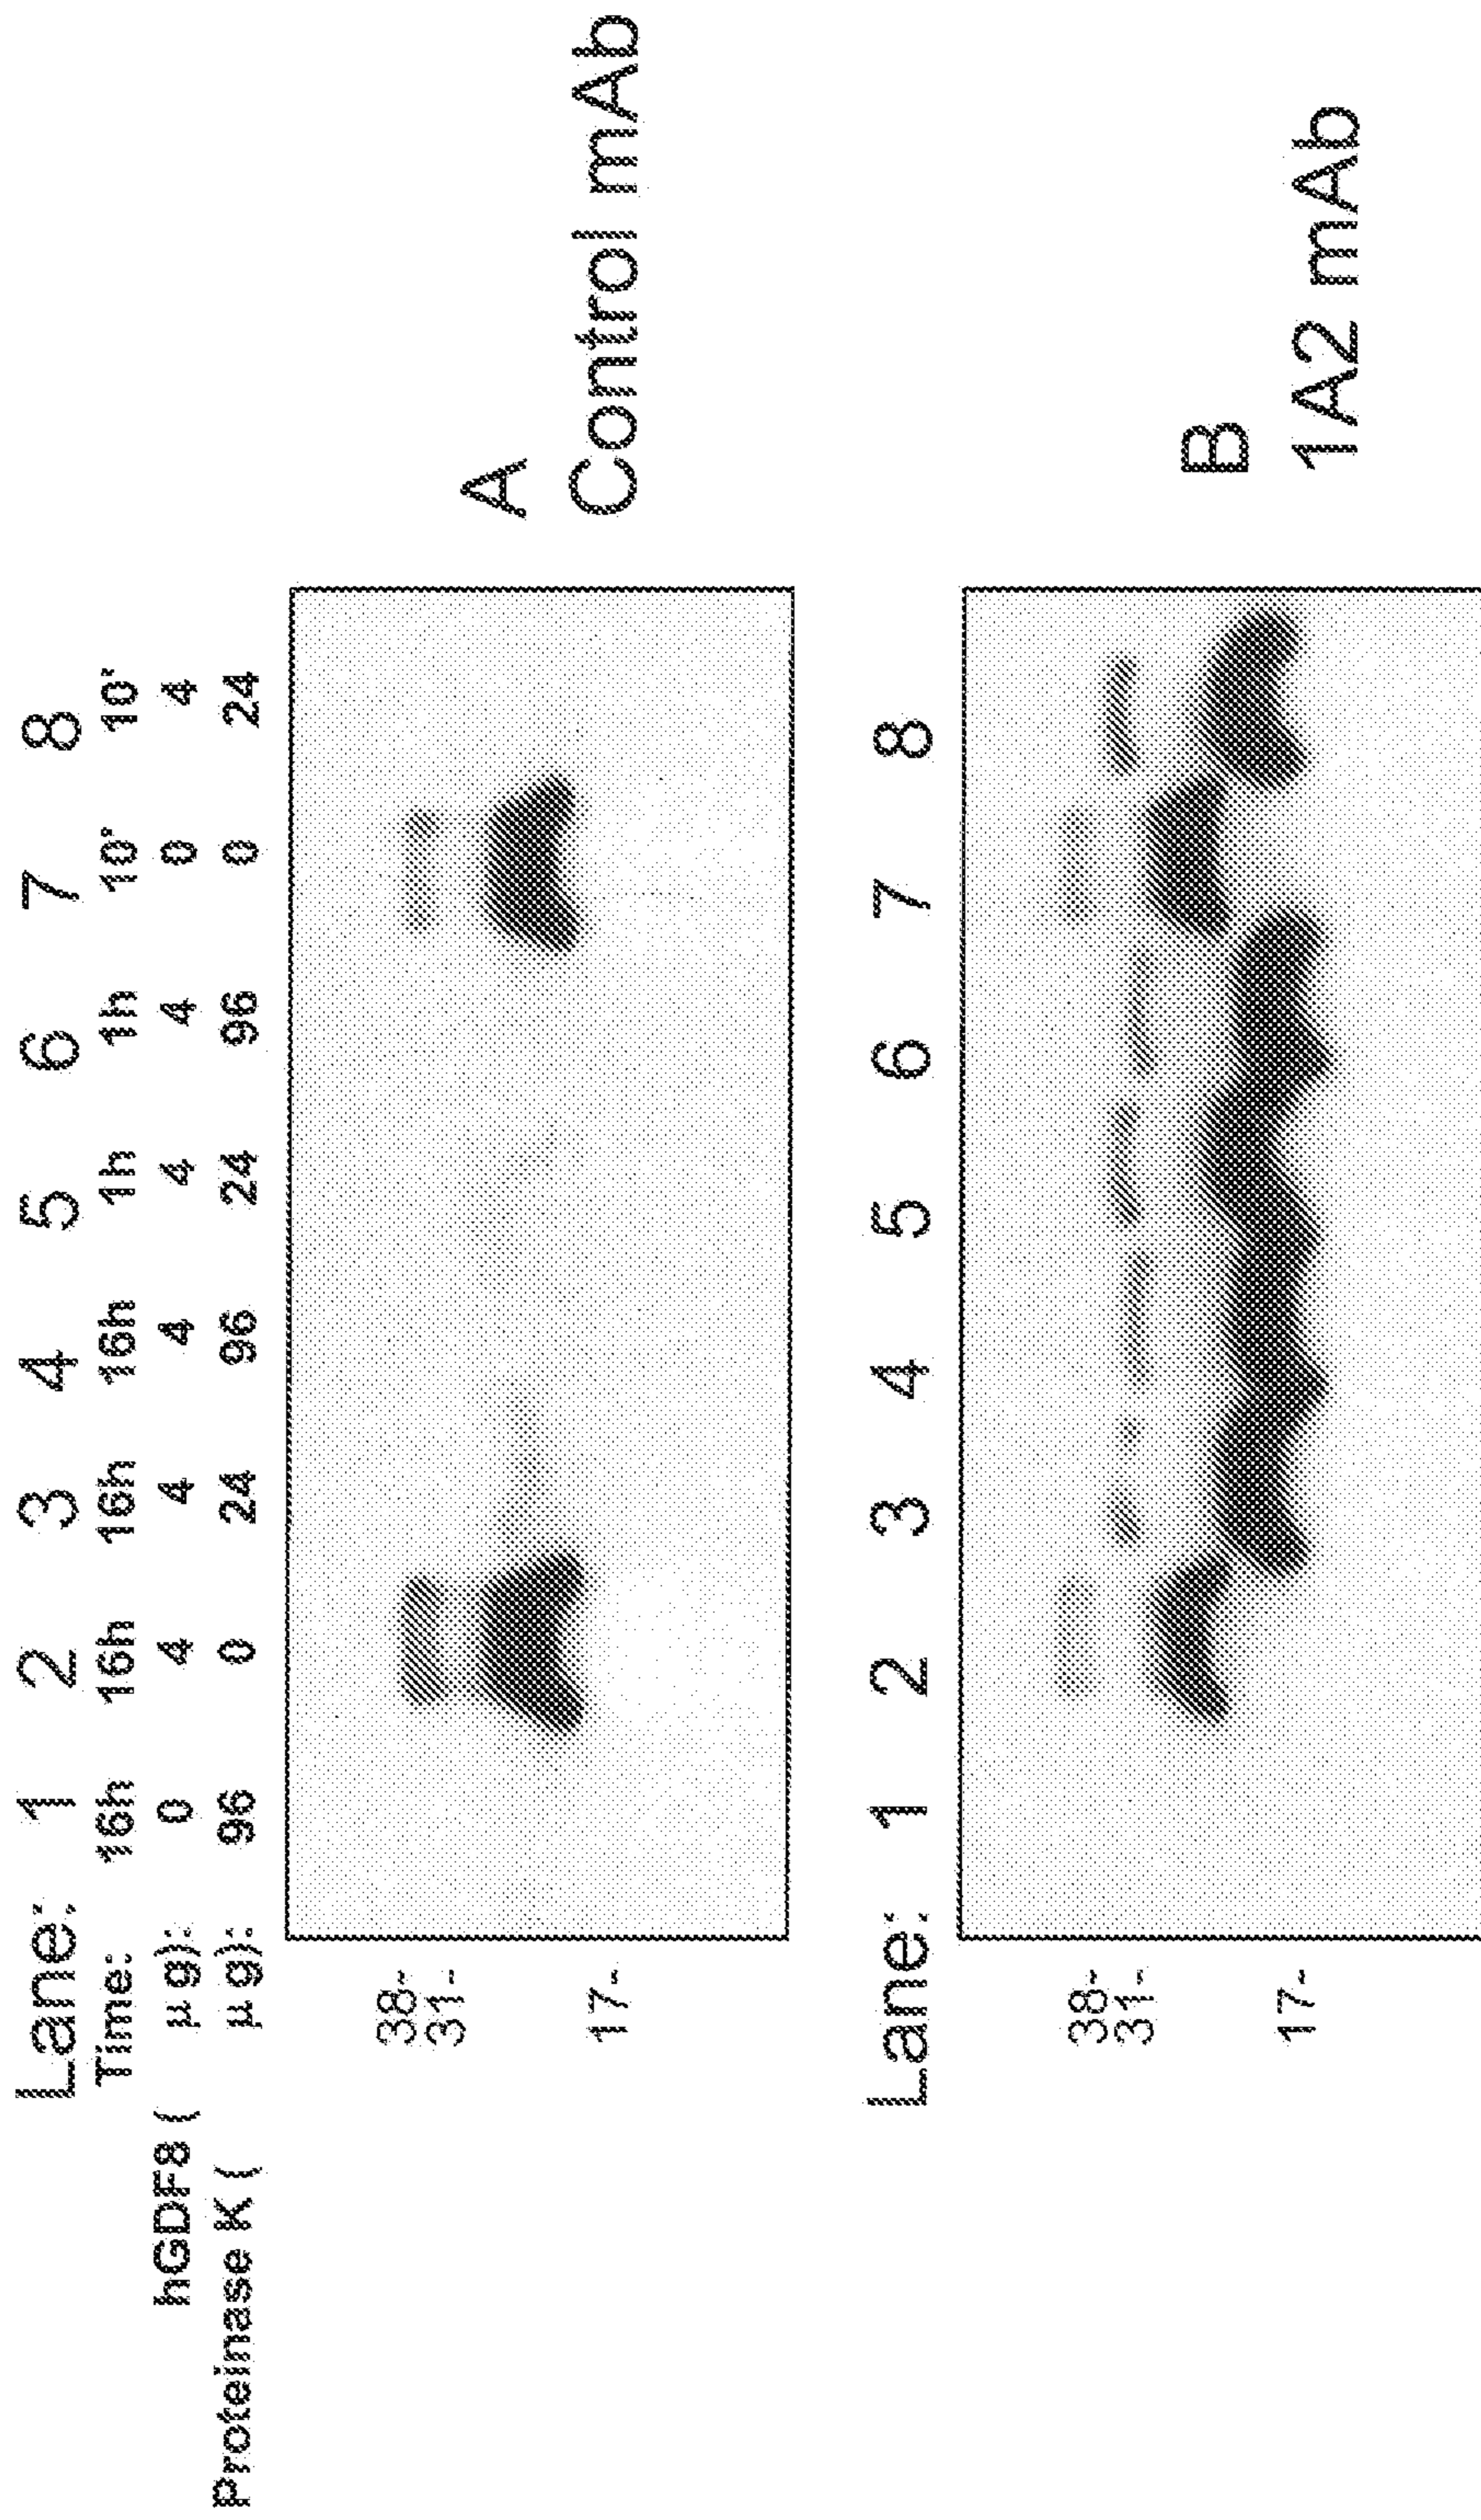 Lane: 1 2 3 4 5 6 7 8
Time: 16h 16h 16h 16h 1h 1h 10' 10'
hGDF8 ( μg): 0 4 4 4 4 4 0 4
Proteinase K ( μg): 96 0 24 96 24 96 0 24
38-
31-
17-
A
Control mAb
Lane: 1 2 3 4 5 6 7 8
38-
31-
17-
B
1A2 mAb